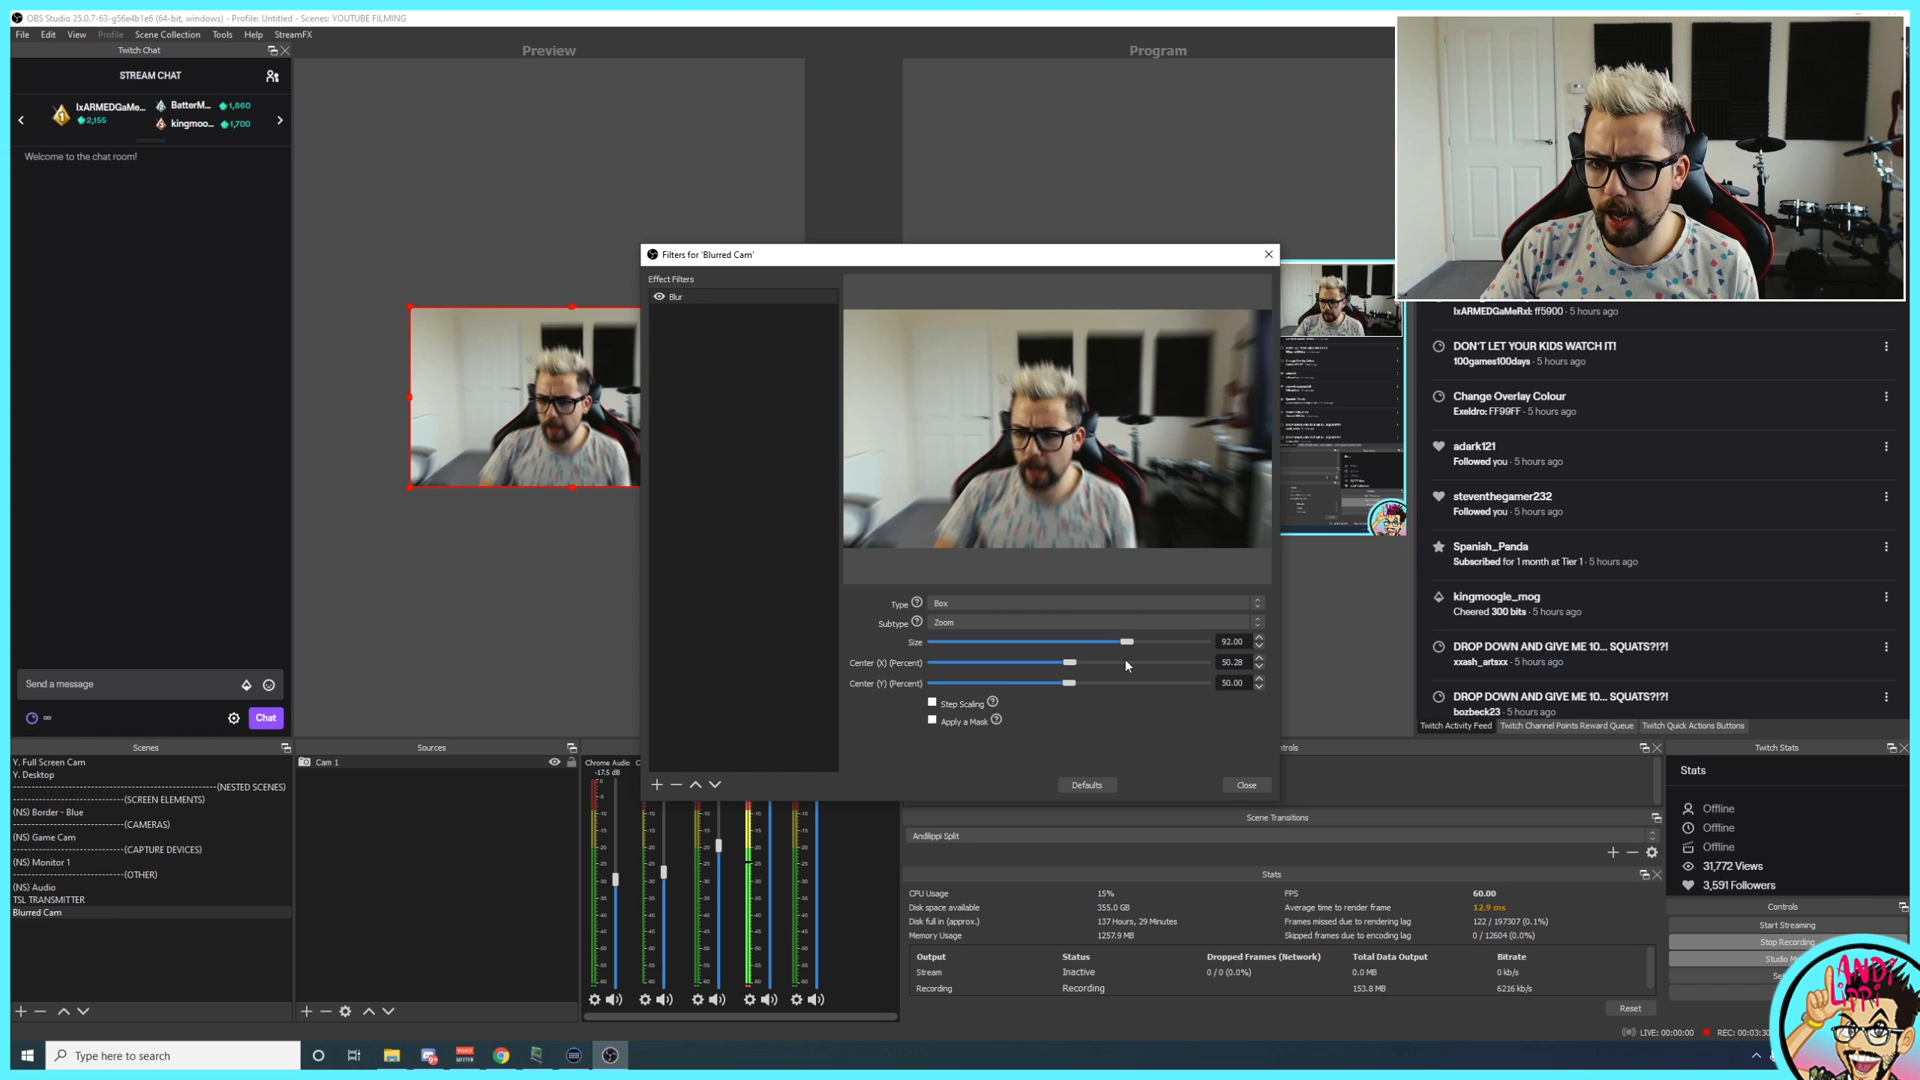 OBS Studio 25.0.7-63-g56e4b1e6 (64-bit, windows) - Profile: Untitled - Scenes: YOUTUBE FILMING
File Edit View Profile Scene Collection Tools Help StreamFX
Twitch Chat
STREAM CHAT
1
IxARMEDGaMe...
2,155
BatterM... 1,860
kingmoo... 1,700
Welcome to the chat room!
Send a message
Chat
Preview
Program
Filters for 'Blurred Cam'
Effect Filters
Blur
Type Box
Subtype Zoom
Size 92.00
Center (X) (Percent) 50.28
Center (Y) (Percent) 50.00
Step Scaling
Apply a Mask
Defaults
Close
IxARMEDGaMeRxI: ff5900 - 5 hours ago
DON'T LET YOUR KIDS WATCH IT!
100games100days - 5 hours ago
Change Overlay Colour
Exeldro: FF99FF - 5 hours ago
adark121
Followed you - 5 hours ago
steventhegamer232
Followed you - 5 hours ago
Spanish_Panda
Subscribed for 1 month at Tier 1 - 5 hours ago
kingmoogle_mog
Cheered 300 bits - 5 hours ago
DROP DOWN AND GIVE ME 10... SQUATS?!?!
xxash_artsxx - 5 hours ago
DROP DOWN AND GIVE ME 10... SQUATS?!?!
bozbeck23 - 5 hours ago
Twitch Activity Feed Twitch Channel Points Reward Queue Twitch Quick Actions Buttons
Scenes
Y. Full Screen Cam
Y. Desktop
(NESTED SCENES)
(SCREEN ELEMENTS)
(NS) Border - Blue
(CAMERAS)
(NS) Game Cam
(CAPTURE DEVICES)
(NS) Monitor 1
(OTHER)
(NS) Audio
TSL TRANSMITTER
Blurred Cam
Sources
Cam 1
Chrome Audio
-17.5 dB
Scene Transitions
Andilippi Split
Stats
CPU Usage 15%
Disk space available 355.0 GB
Disk full in (approx.) 137 Hours, 29 Minutes
Memory Usage 1257.9 MB
FPS 60.00
Average time to render frame 12.9 ms
Frames missed due to rendering lag 122 / 197307 (0.1%)
Skipped frames due to encoding lag 0 / 12604 (0.0%)
Output Status Dropped Frames (Network) Total Data Output Bitrate
Stream Inactive 0 / 0 (0.0%) 0.0 MB 0 kb/s
Recording Recording 153.8 MB 6216 kb/s
Reset
Twitch Stats
Stats
Offline
Offline
Offline
31,772 Views
3,591 Followers
Controls
Start Streaming
Stop Recording
LIVE: 00:00:00
REC: 00:03:30
ANDI LIPPI
Type here to search